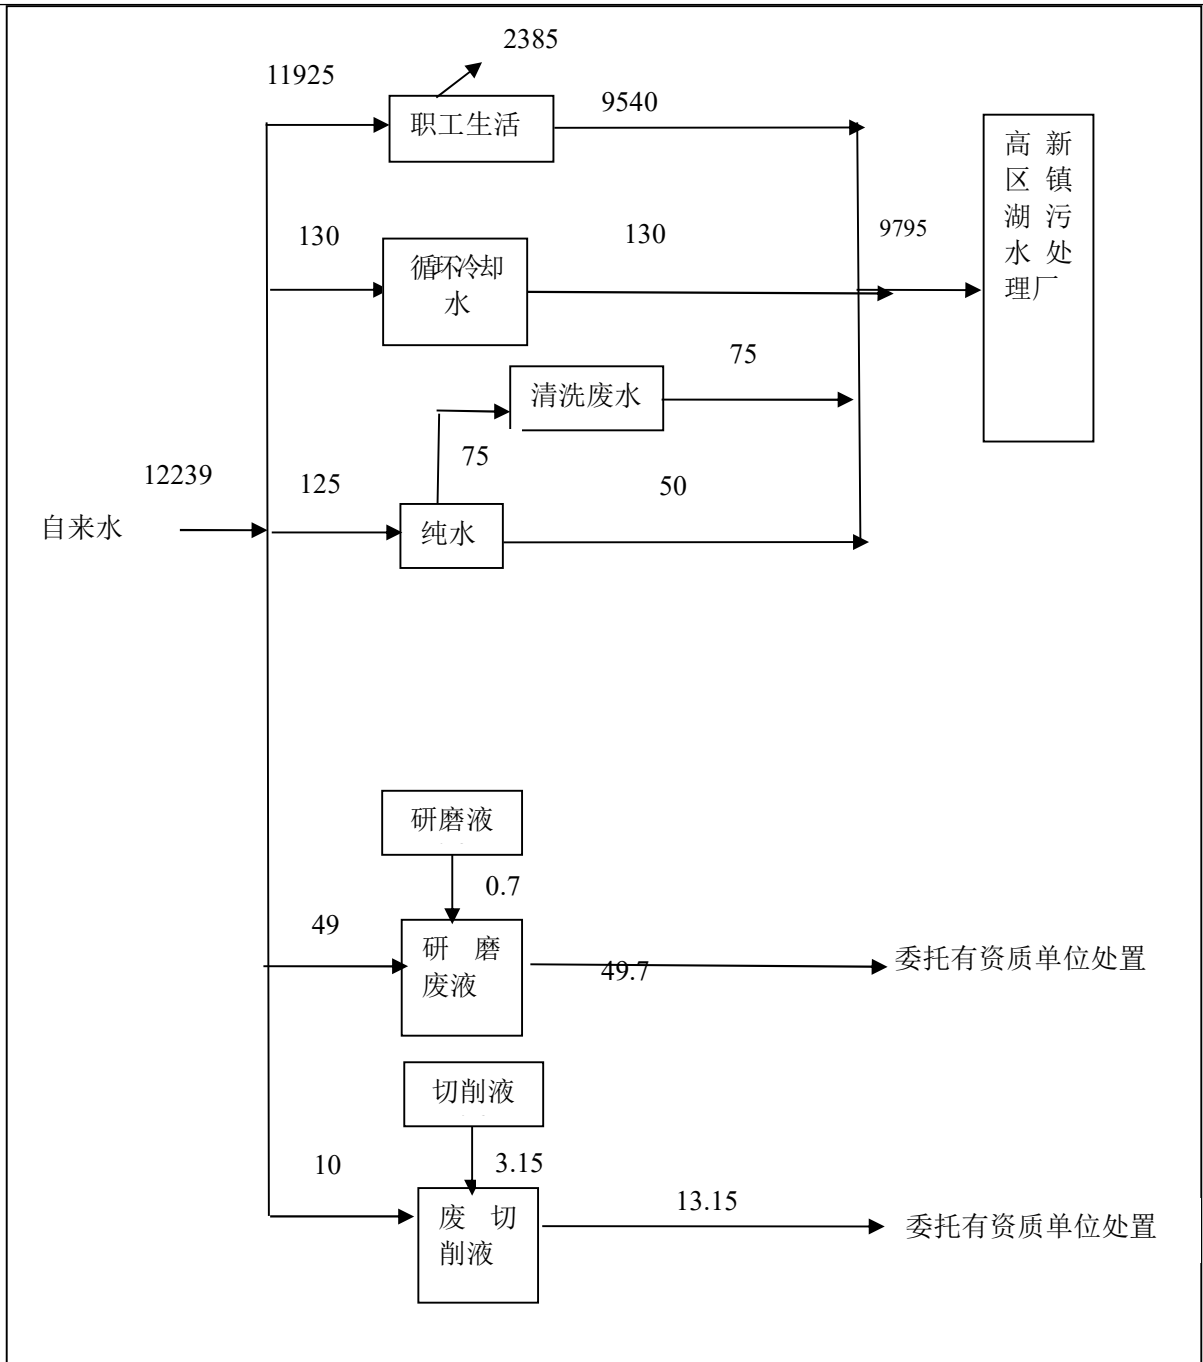 2385
11925
职工生活
9540
高 新
区 镇
湖 污
水 处
理厂
130
循环冷却
水
130
9795
75
清洗废水
75
12239
125
50
自来水
纯水
研磨液
0.7
49
研 磨
废液
49.7
委托有资质单位处置
切削液
3.15
10
废 切
削液
13.15
委托有资质单位处置